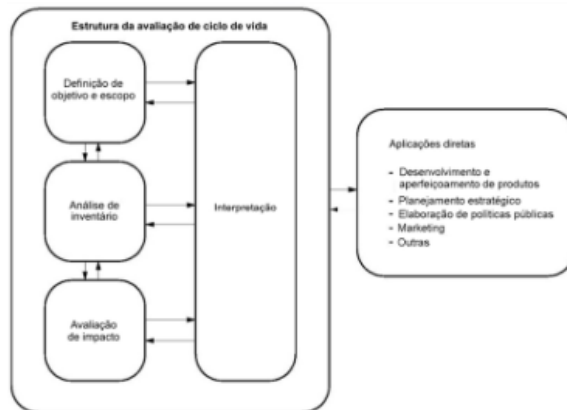 Estrutura da avaliação de ciclo de vida
Definição de
objetivo e escopo
Análise de
inventário
Avaliação
de impacto
Interpretação
Aplicações diretas
- Desenvolvimento e
aperfeiçoamento de produtos
- Planejamento estratégico
- Elaboração de políticas públicas
- Marketing
- Outras